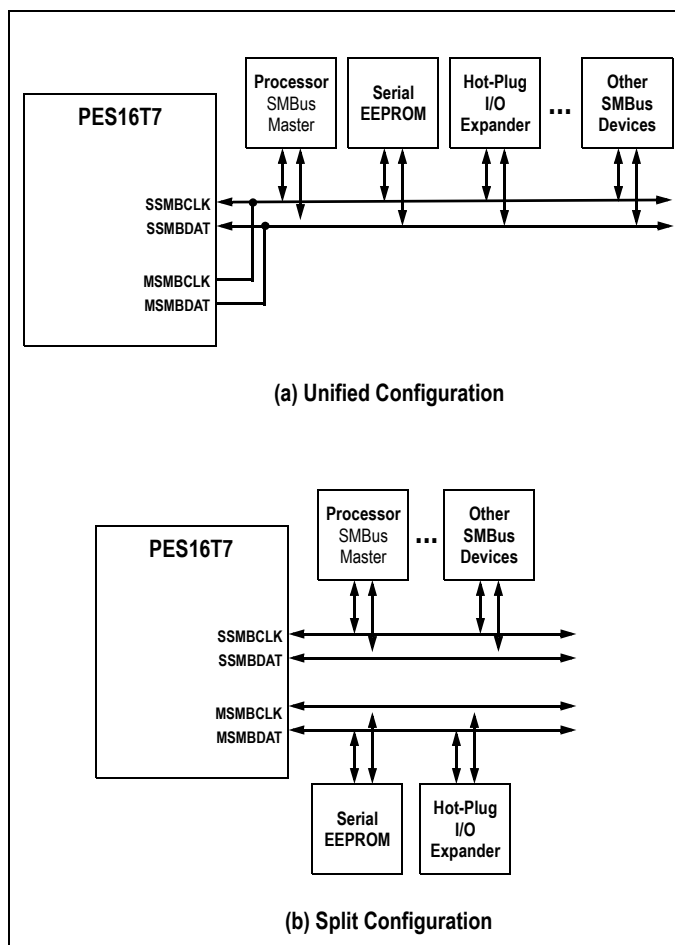 PES16T7
Processor
SMBus
Master
Serial
EEPROM
Hot-Plug
I/O
Expander
...
Other
SMBus
Devices
SSMBCLK
SSMBDAT
MSMBCLK
MSMBDAT
(a) Unified Configuration
PES16T7
Processor
SMBus
Master
...
Other
SMBus
Devices
SSMBCLK
SSMBDAT
MSMBCLK
MSMBDAT
Serial
EEPROM
Hot-Plug
I/O
Expander
(b) Split Configuration